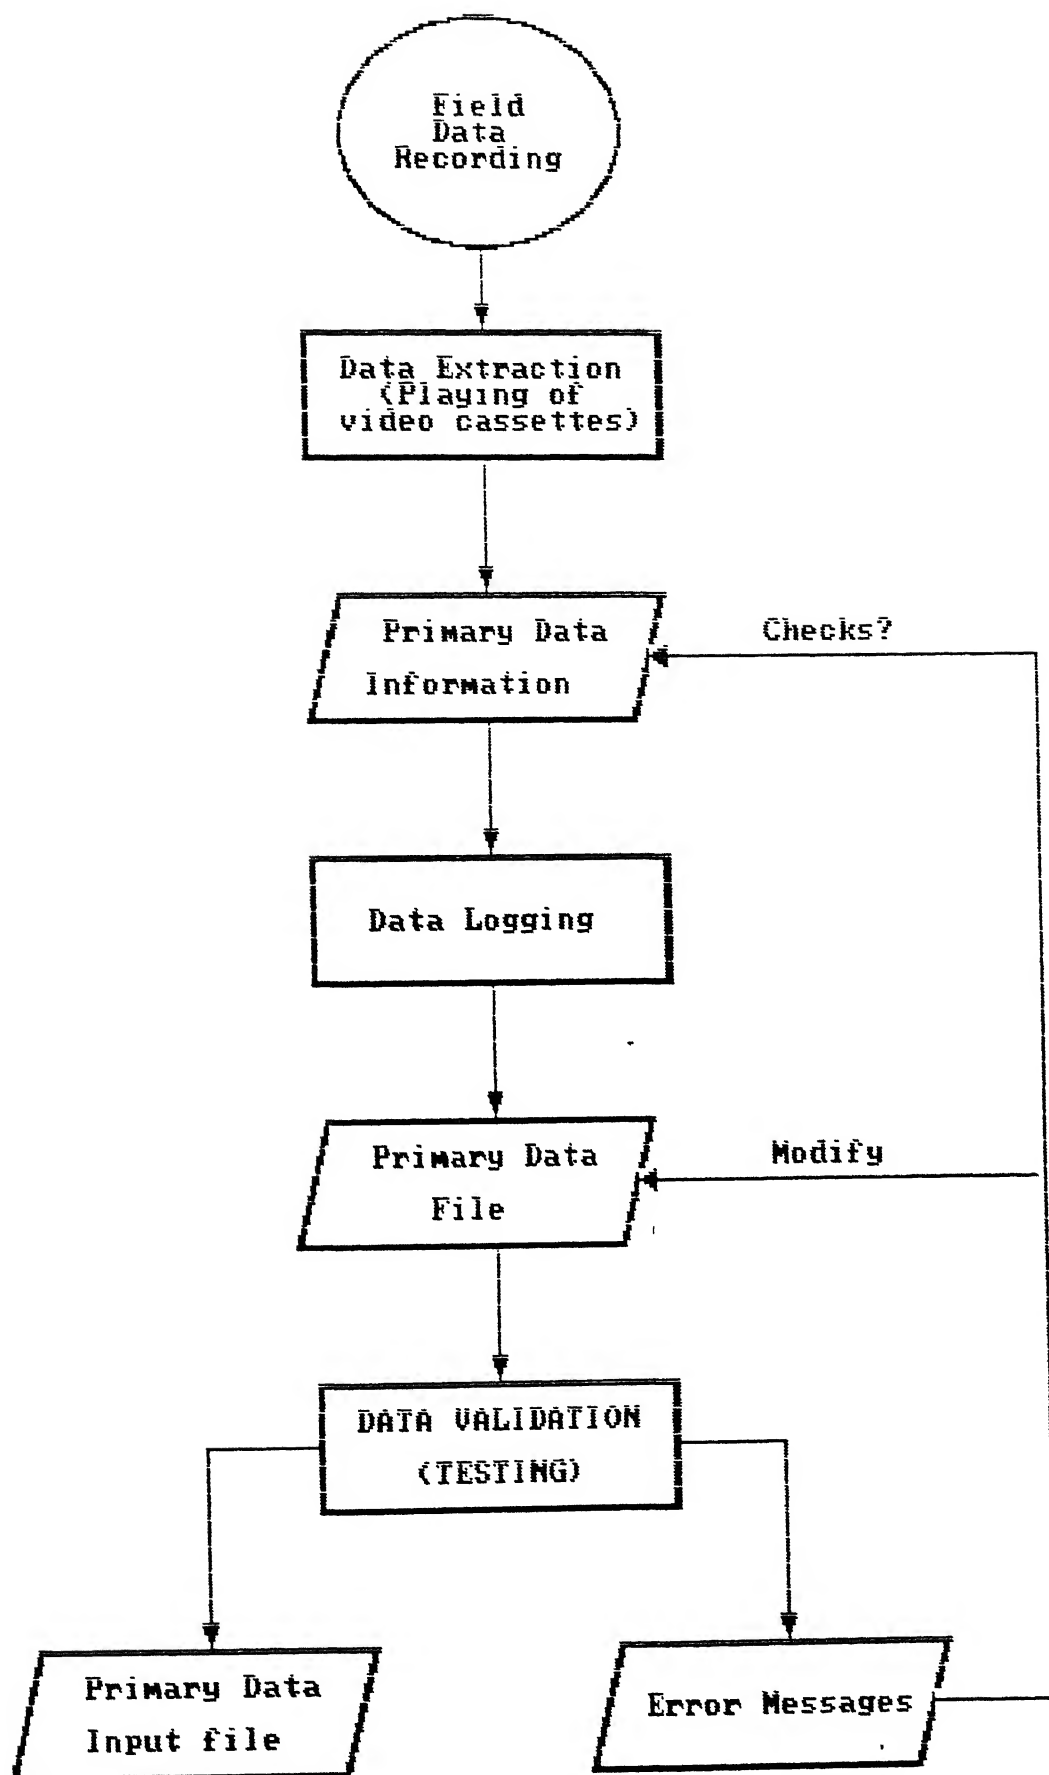 Field
Data
Recording
Data Extraction
(Playing of
video cassettes)
Primary Data
Information
Checks?
Data Logging
Primary Data
File
Modify
DATA VALIDATION
(TESTING)
Primary Data
Input file
Error Messages